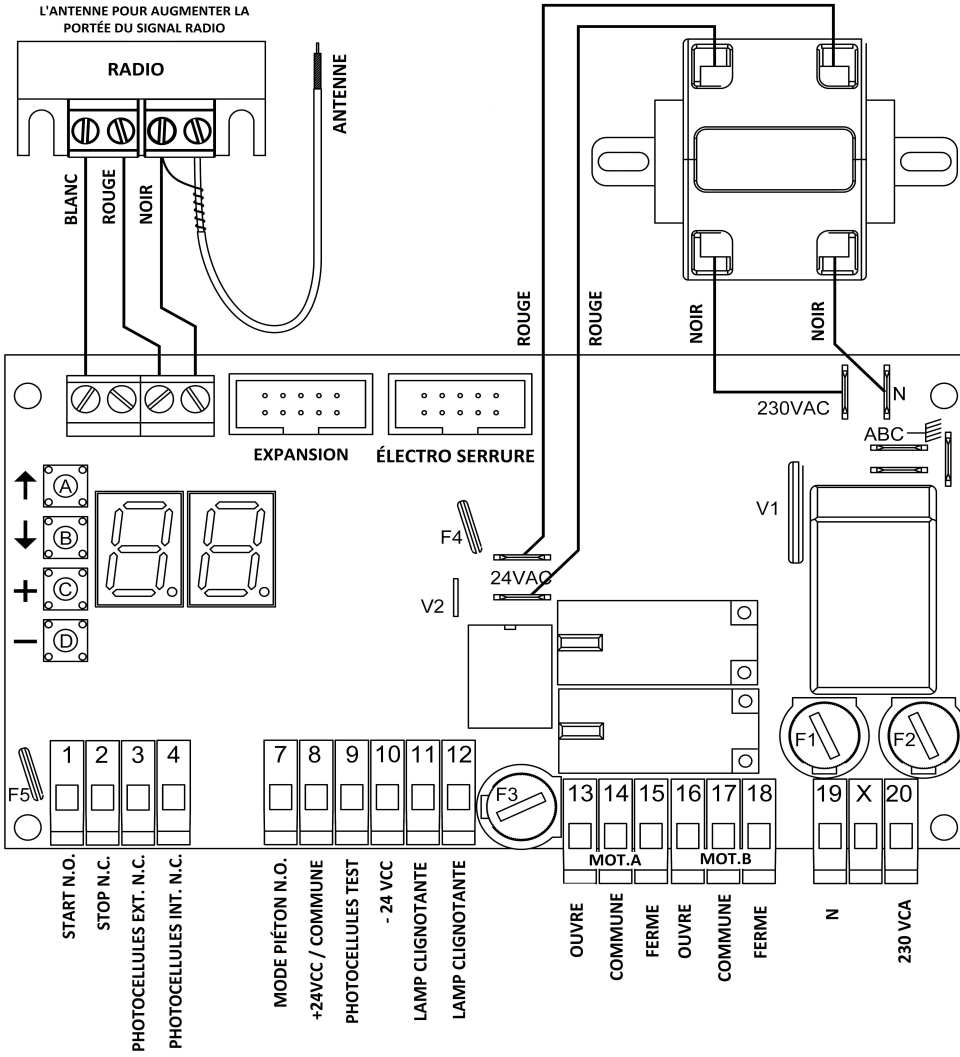 L'ANTENNE POUR AUGMENTER LA
PORTÉE DU SIGNAL RADIO
RADIO
ANTENNE
BLANC
ROUGE
NOIR
ROUGE
ROUGE
NOIR
NOIR
230VAC
N
ABC
EXPANSION
ÉLECTRO SERRURE
A
B
C
D
F4
24VAC
V2
V1
F1
F2
F5
1
2
3
4
7
8
9
10
11
12
F3
13
14
15
16
17
18
19
X
20
MOT.A
MOT.B
START N.O.
STOP N.C.
PHOTOCELLULES EXT. N.C.
PHOTOCELLULES INT. N.C.
MODE PIÉTON N.O.
+24VCC / COMMUNE
PHOTOCELLULES TEST
- 24 VCC
LAMP CLIGNOTANTE
LAMP CLIGNOTANTE
OUVRE
COMMUNE
FERME
OUVRE
COMMUNE
FERME
N
230 VCA